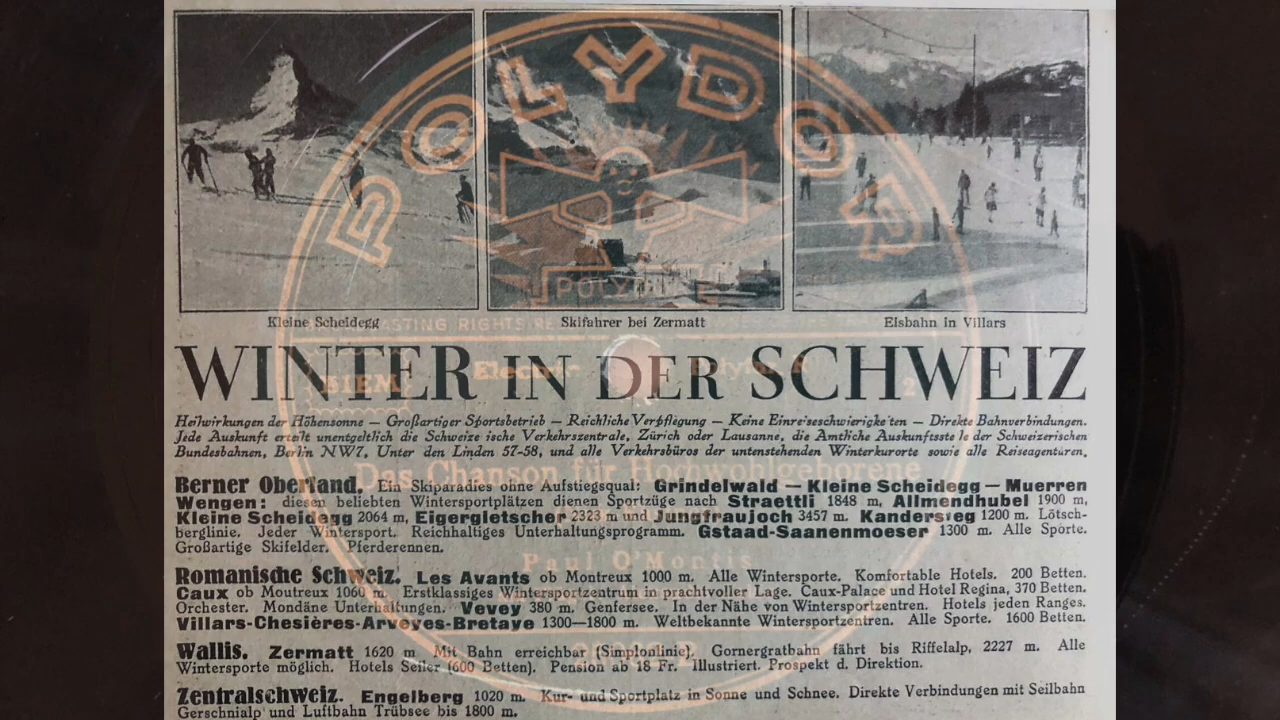 POLYDOR
POLYPHON
Kleine Scheidegg
Skifahrer bei Zermatt
Eisbahn in Villars
WINTER IN DER SCHWEIZ
Heilwirkungen der Höhensonne — Großartiger Sportsbetrieb — Reichliche Verpflegung — Keine Einreiseschwierigke ten — Direkte Bahnverbindungen.
Jede Auskunft erteilt unentgeltlich die Schweize ische Verkehrszentrale, Zürich oder Lausanne, die Amtliche Auskunftsste le der Schweizerischen
Bundesbahnen, Berlin NW7, Unter den Linden 57-58, und alle Verkehrsbüros der untenstehenden Winterkurorte sowie alle Reiseagenturen.
Das Chanson für Hochwohlgeborene
Berner Oberland. Ein Skiparadies ohne Aufstiegsqual: Grindelwald — Kleine Scheidegg — Muerren
Wengen: diesen beliebten Wintersportplätzen dienen Sportzüge nach Straettli 1848 m, Allmendhubel 1900 m,
Kleine Scheidegg 2064 m, Eigergletscher 2323 m und Jungfraujoch 3457 m. Kandersteg 1200 m. Lötsch-
berglinie. Jeder Wintersport. Reichhaltiges Unterhaltungsprogramm. Gstaad-Saanenmoeser 1300 m. Alle Sporte.
Großartige Skifelder. Pferderennen.
Paul O'Montis
Romanische Schweiz. Les Avants ob Montreux 1000 m. Alle Wintersporte. Komfortable Hotels. 200 Betten.
Caux ob Moutreux 1060 m. Erstklassiges Wintersportzentrum in prachtvoller Lage. Caux-Palace und Hotel Regina, 370 Betten.
Orchester. Mondäne Unterhaltungen. Vevey 380 m. Genfersee. In der Nähe von Wintersportzentren. Hotels jeden Ranges.
Villars-Chesières-Arveyes-Bretaye 1300—1800 m. Weltbekannte Wintersportzentren. Alle Sporte. 1600 Betten.
Wallis. Zermatt 1620 m Mit Bahn erreichbar (Simplonlinie). Gornergratbahn fährt bis Riffelalp, 2227 m. Alle
Wintersporte möglich. Hotels Seiler (600 Betten). Pension ab 18 Fr. Illustriert. Prospekt d. Direktion.
Zentralschweiz. Engelberg 1020 m. Kur- und Sportplatz in Sonne und Schnee. Direkte Verbindungen mit Seilbahn
Gerschnialp und Luftbahn Trübsee bis 1800 m.